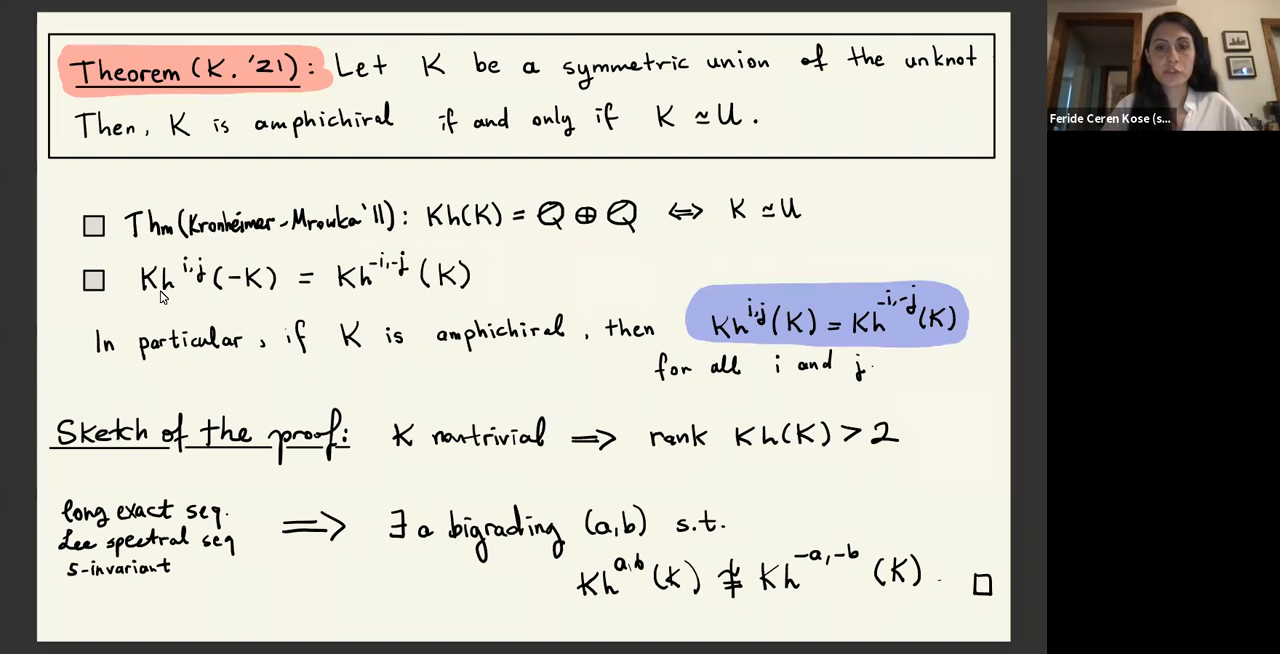 Theorem (K. '21): Let K be a symmetric union of the unknot
Then, K is amphichiral if and only if K ≃ U.
Thm (Kronheimer-Mrowka '11): Kh(K) = Q ⊕ Q ⇔ K ≃ U
Kh^{i,j}(-K) = Kh^{-i,-j}(K)
In particular, if K is amphichiral, then Kh^{i,j}(K) = Kh^{-i,-j}(K)
for all i and j.
Sketch of the proof: K nontrivial ⟹ rank Kh(K) > 2
long exact seq.
Lee spectral seq
s-invariant
⟹ ∃ a bigrading (a,b) s.t.
Kh^{a,b}(K) ≇ Kh^{-a,-b}(K). □
Feride Ceren Kose (s...